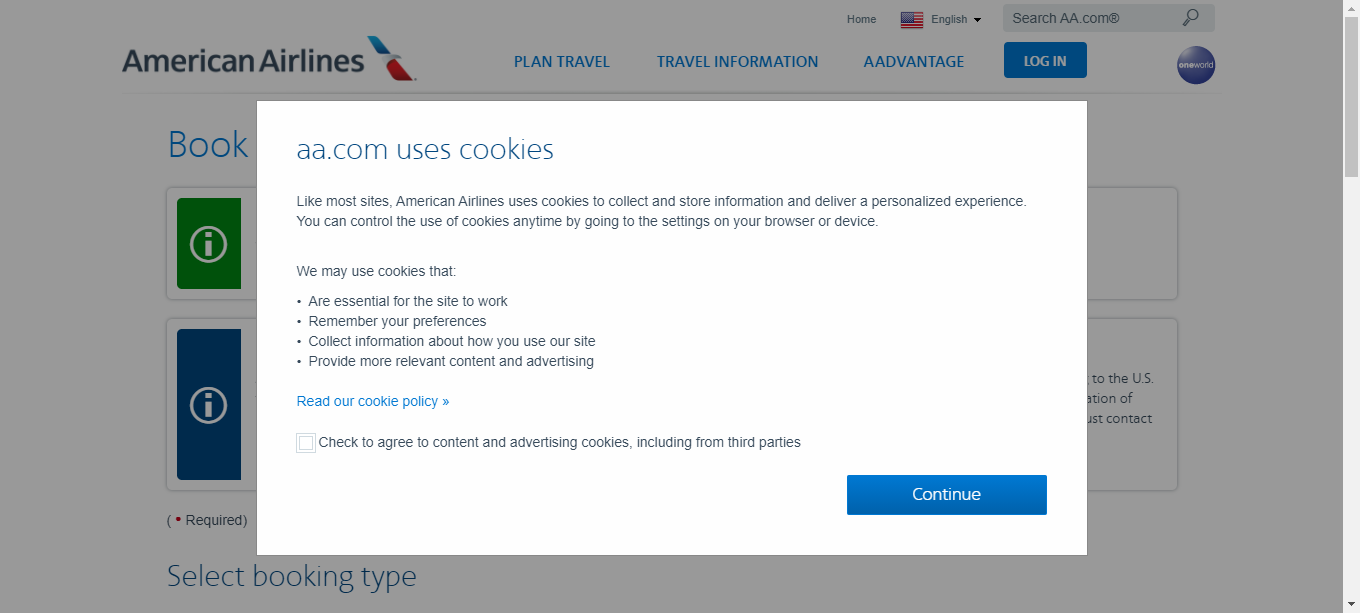 Home
English
Search AA.com®
American Airlines
PLAN TRAVEL
TRAVEL INFORMATION
AADVANTAGE
LOG IN
oneworld
Book
aa.com uses cookies
Like most sites, American Airlines uses cookies to collect and store information and deliver a personalized experience.
You can control the use of cookies anytime by going to the settings on your browser or device.
We may use cookies that:
• Are essential for the site to work
• Remember your preferences
• Collect information about how you use our site
• Provide more relevant content and advertising
Read our cookie policy »
Check to agree to content and advertising cookies, including from third parties
Continue
to the U.S.
of
contact
( • Required)
Select booking type